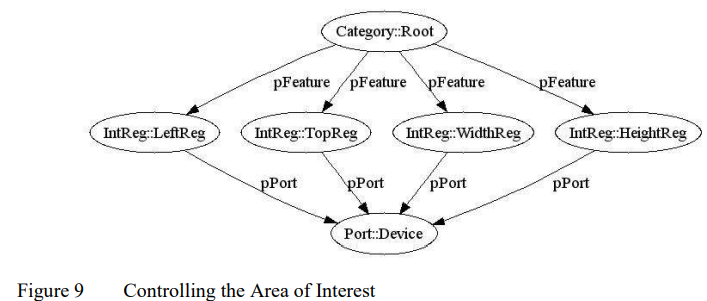 Category::Root
pFeature pFeature pFeature pFeature
IntReg::LeftReg IntReg::TopReg IntReg::WidthReg IntReg::HeightReg
pPort pPort pPort pPort
Port::Device
Figure 9 Controlling the Area of Interest